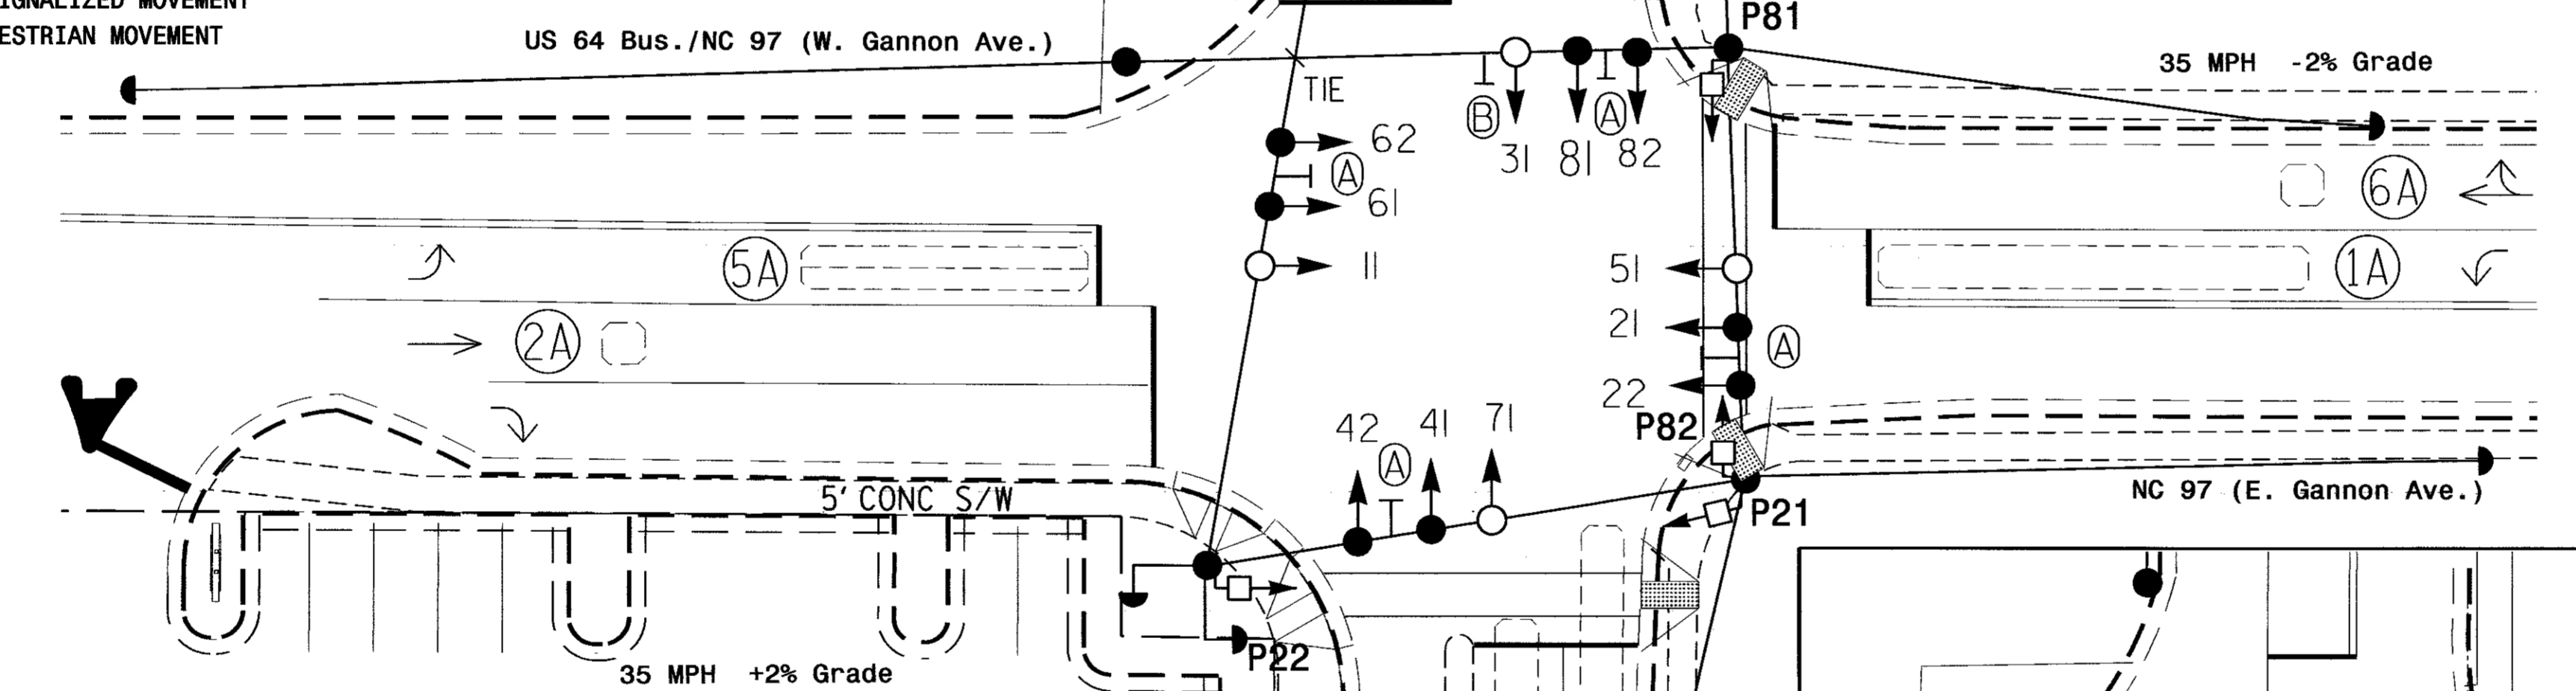 IGNALIZED MOVEMENT
ESTRIAN MOVEMENT
US 64 Bus./NC 97 (W. Gannon Ave.)
P81
35 MPH -2% Grade
TIE
B
A
31
81
82
62
A
61
11
6A
5A
51
1A
2A
21
A
22
P82
42
A
41
71
5' CONC S/W
P21
NC 97 (E. Gannon Ave.)
P22
35 MPH +2% Grade